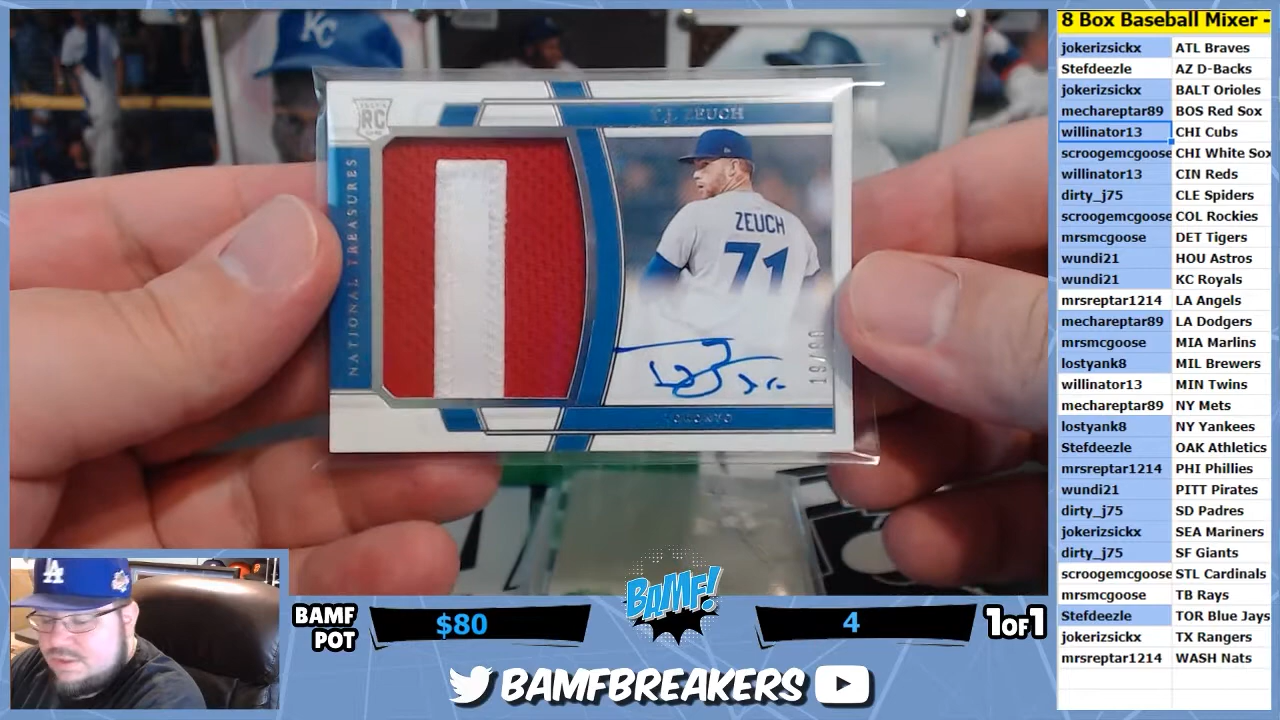 8 Box Baseball Mixer -
jokerizsickx ATL Braves
Stefdeezle AZ D-Backs
jokerizsickx BALT Orioles
mechareptar89 BOS Red Sox
willinator13 CHI Cubs
scroogemcgoose CHI White Sox
willinator13 CIN Reds
dirty_j75 CLE Spiders
scroogemcgoose COL Rockies
mrsmcgoose DET Tigers
wundi21 HOU Astros
wundi21 KC Royals
mrsreptar1214 LA Angels
mechareptar89 LA Dodgers
mrsmcgoose MIA Marlins
lostyank8 MIL Brewers
willinator13 MIN Twins
mechareptar89 NY Mets
lostyank8 NY Yankees
Stefdeezle OAK Athletics
mrsreptar1214 PHI Phillies
wundi21 PITT Pirates
dirty_j75 SD Padres
jokerizsickx SEA Mariners
dirty_j75 SF Giants
scroogemcgoose STL Cardinals
mrsmcgoose TB Rays
Stefdeezle TOR Blue Jays
jokerizsickx TX Rangers
mrsreptar1214 WASH Nats
KC
RC
T.J. ZEUCH
NATIONAL TREASURES
ZEUCH
71
TORONTO
LA
BAMF
POT
$80
BAMF!
4
1OF1
BAMFBREAKERS